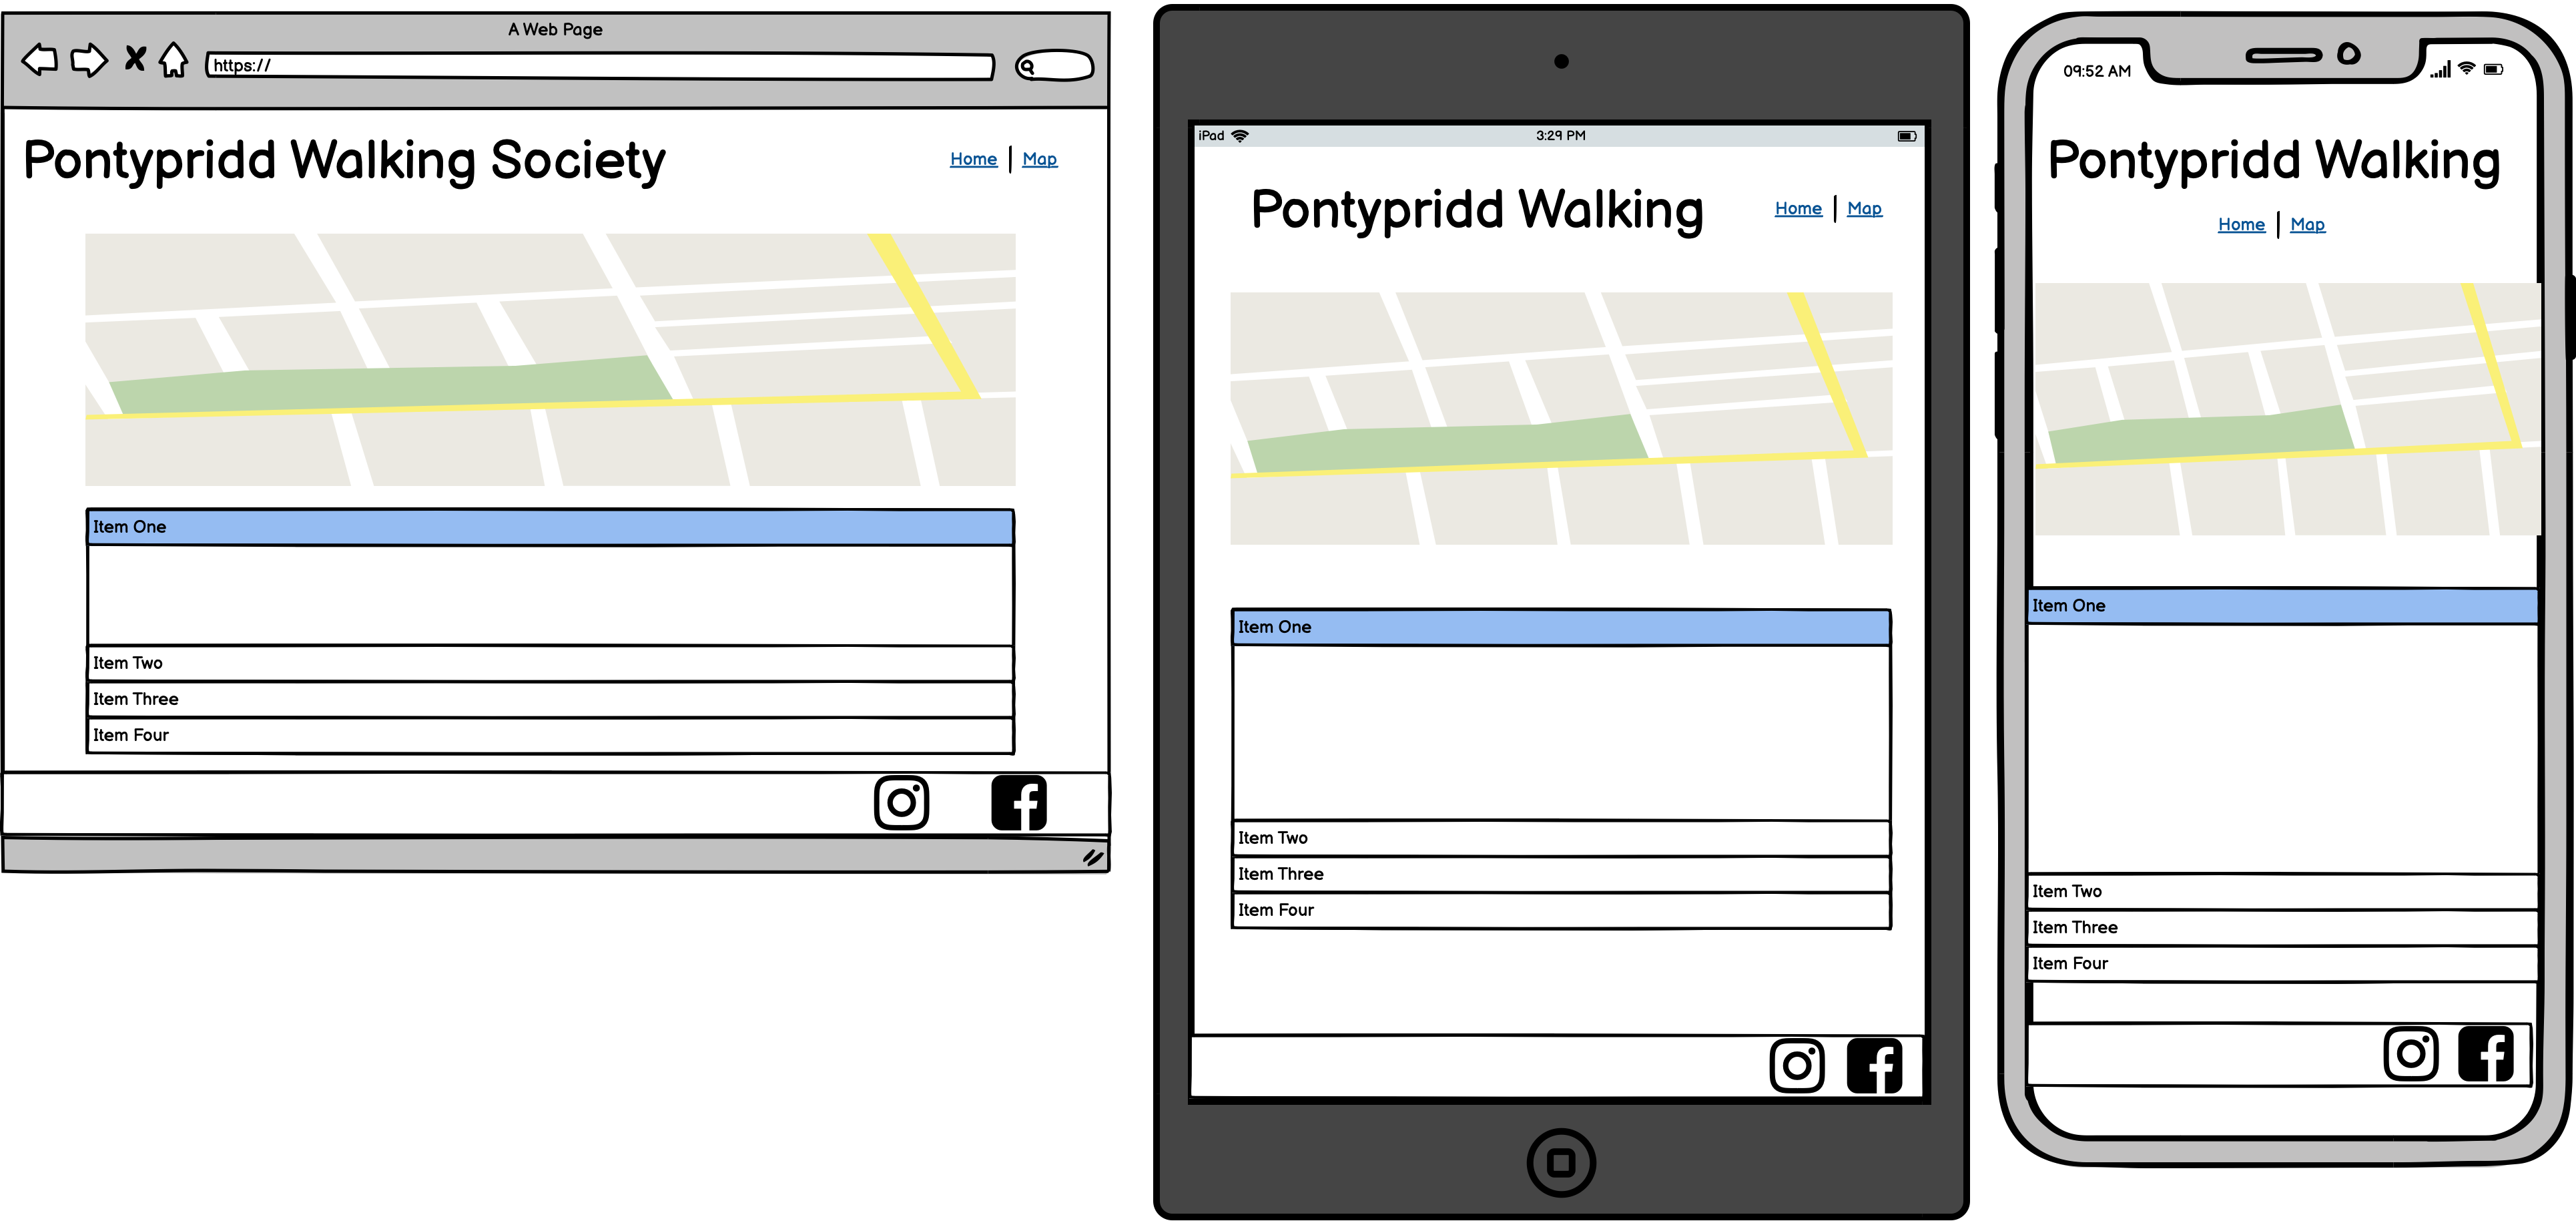 A Web Page
https://
Pontypridd Walking Society
Home | Map
Item One
Item Two
Item Three
Item Four
iPad 3:29 PM
Pontypridd Walking
Home | Map
Item One
Item Two
Item Three
Item Four
09:52 AM
Pontypridd Walking
Home | Map
Item One
Item Two
Item Three
Item Four